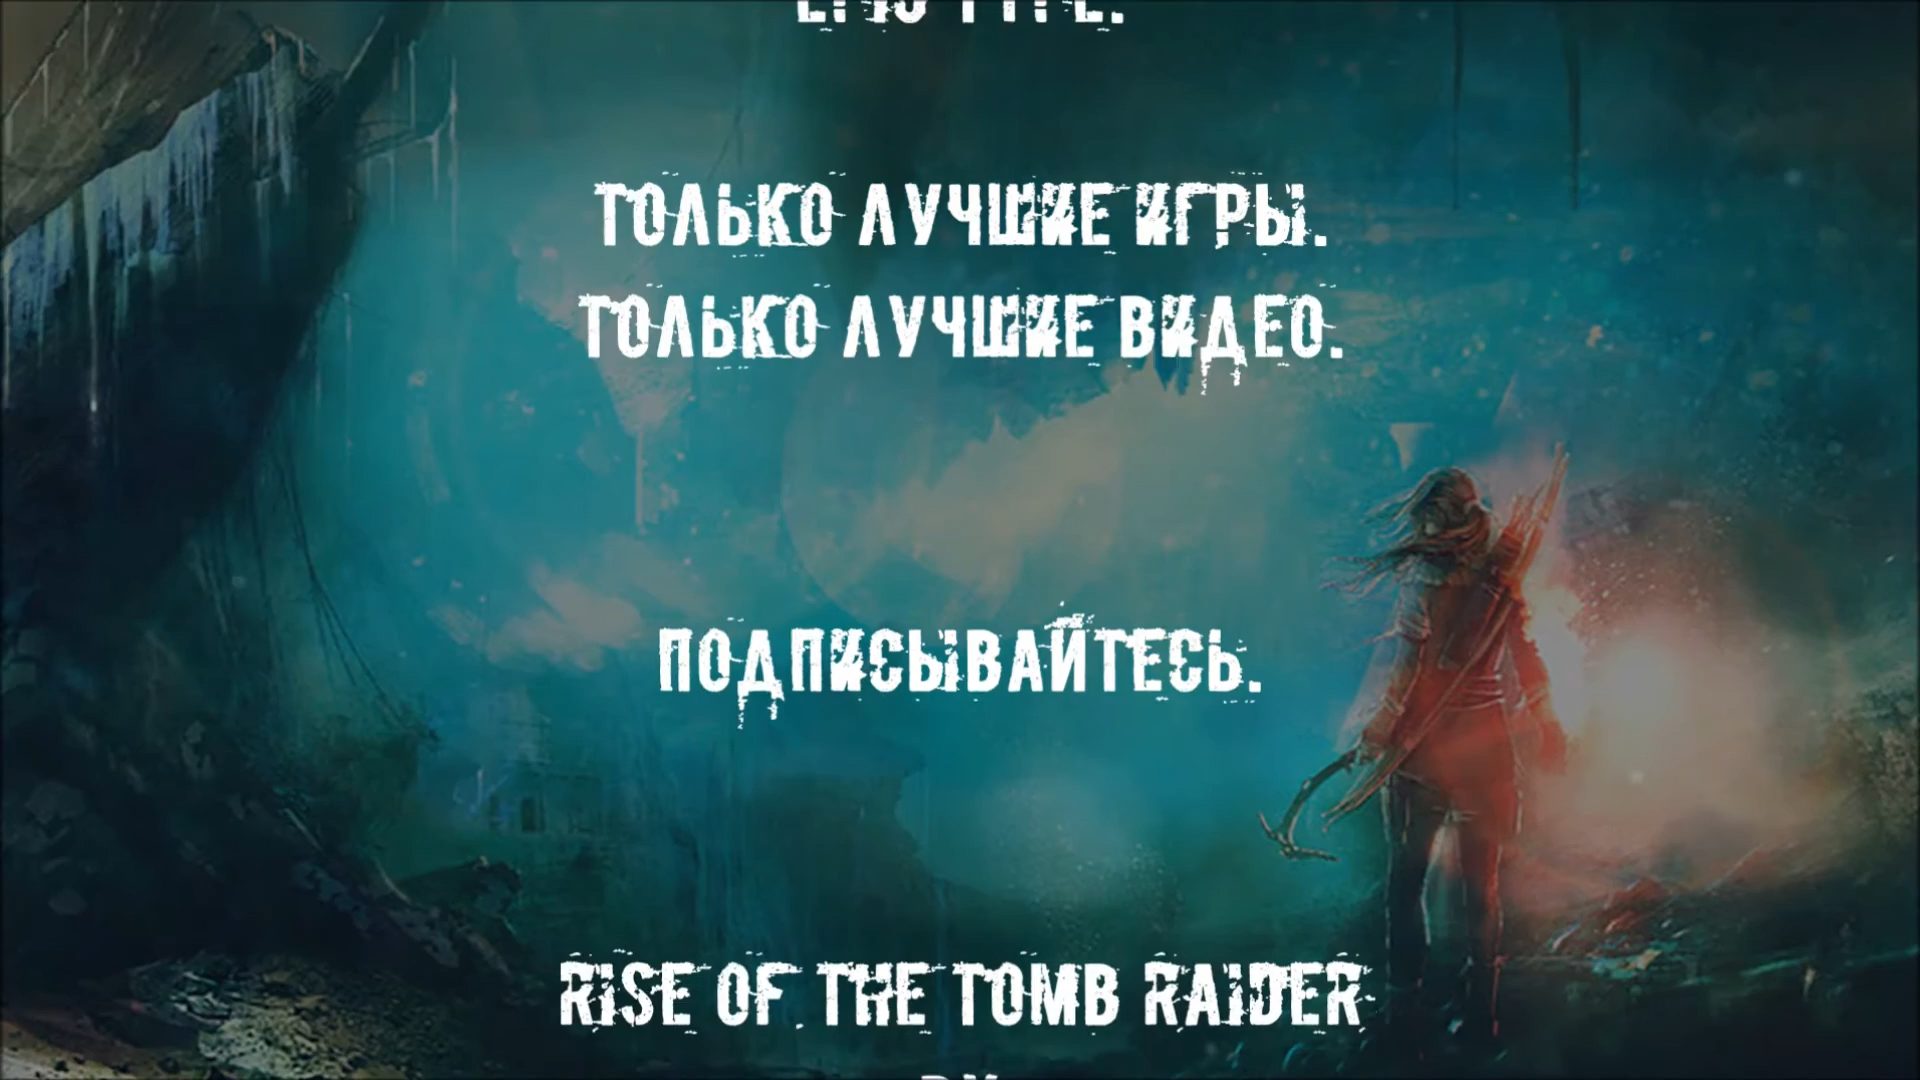 ТОЛЬКО ЛУЧШИЕ ИГРЫ.
ТОЛЬКО ЛУЧШИЕ ВИДЕО.
ПОДПИСЫВАЙТЕСЬ.
RISE OF THE TOMB RAIDER